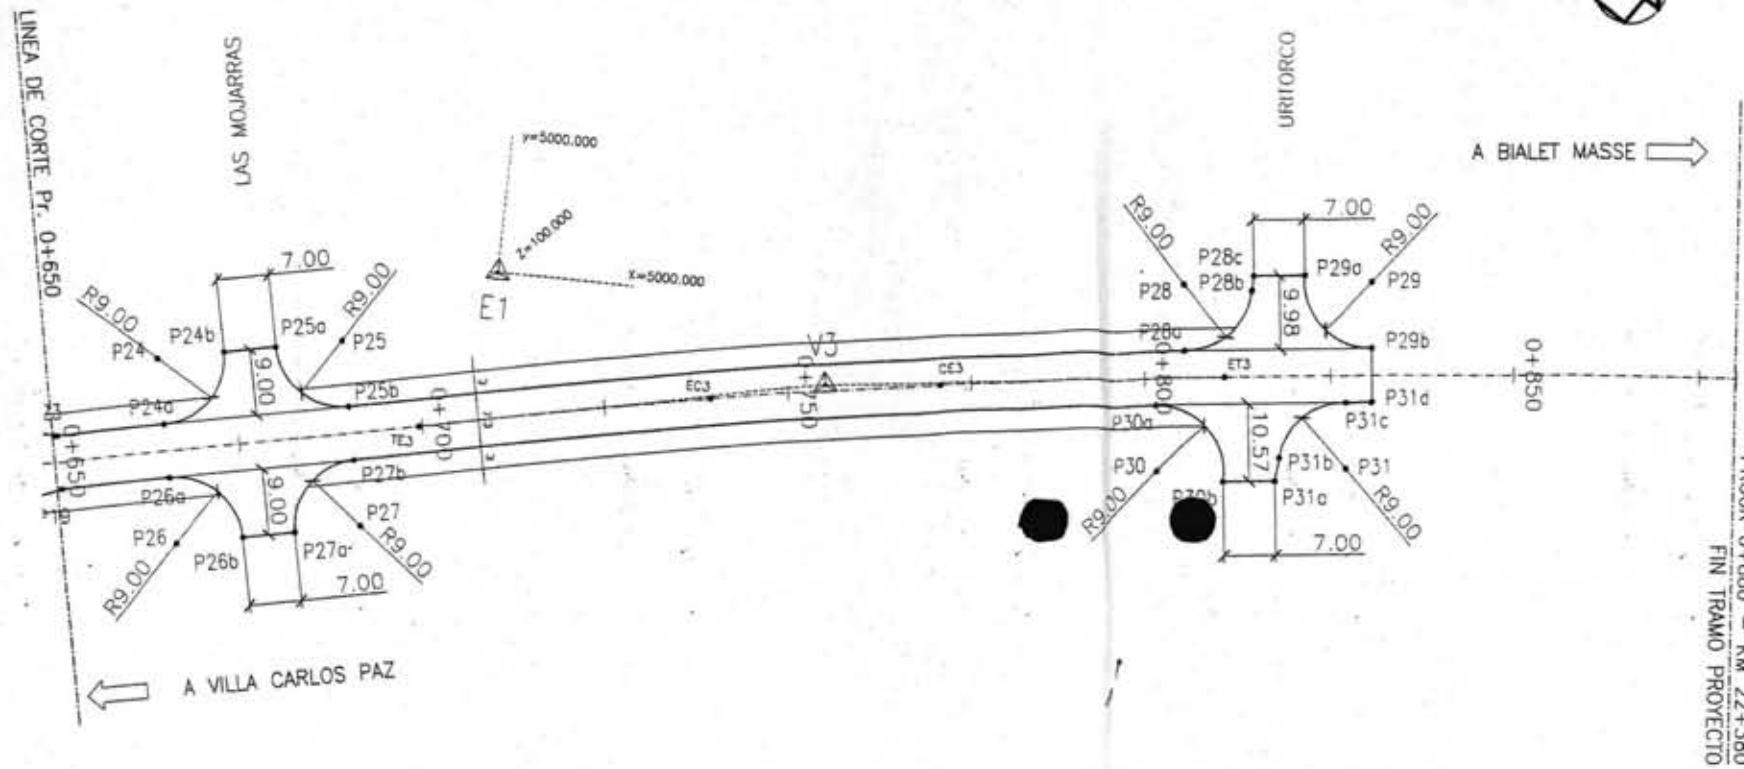 LINEA DE CORTE Pr. 0+650
LAS MOJARRAS
URITORCO
A BIALET MASSE
y=5000.000
Z=100.000
X=5000.000
E1
7.00
R9.00
R9.00
P24
P24b
P25a
P25
9.00
P24a
P25b
0+650
TE3
0+700
EC3
V3
0+750
CE3
0+800
ET3
0+850
R9.00
7.00
R9.00
P28c
P29a
P28
P28b
P29
9.98
P28a
P29b
P31d
P30a
P31c
10.57
P30
P31b
P31
P30b
P31a
R9.00
R9.00
7.00
P26a
P27b
9.00
P26
P27
P26b
P27a
R9.00
R9.00
7.00
A VILLA CARLOS PAZ
KM 22+380
FIN TRAMO PROYECTO